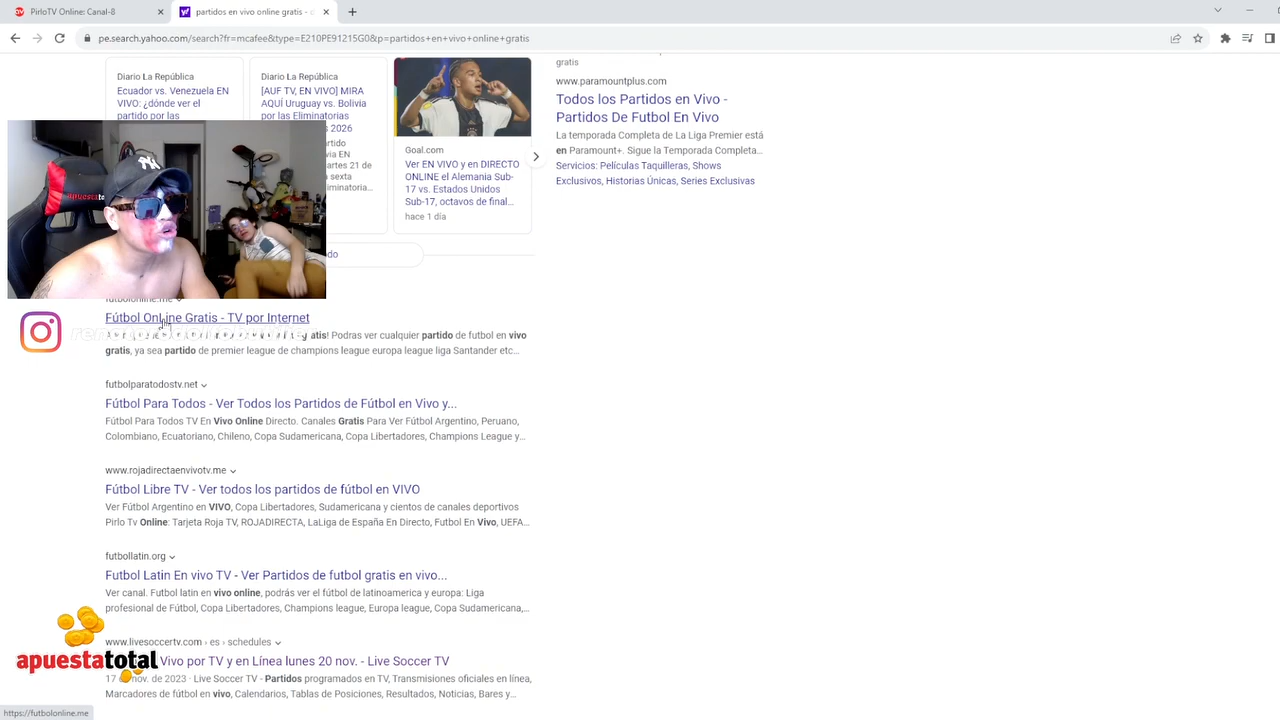 PirloTV Online: Canal-8
partidos en vivo online gratis -
pe.search.yahoo.com/search?fr=mcafee&type=E210PE91215G0&p=partidos+en+vivo+online+gratis
Diario La República
Ecuador vs. Venezuela EN
VIVO: ¿dónde ver el
partido por las
Diario La República
[AUF TV, EN VIVO] MIRA
AQUÍ Uruguay vs. Bolivia
por las Eliminatorias
2026
partido
EN
martes 21 de
sexta
Eliminatoria...
Goal.com
Ver EN VIVO y en DIRECTO
ONLINE el Alemania Sub-
17 vs. Estados Unidos
Sub-17, octavos de final...
hace 1 día
gratis
www.paramountplus.com
Todos los Partidos en Vivo -
Partidos De Futbol En Vivo
La temporada Completa de La Liga Premier está
en Paramount+. Sigue la Temporada Completa...
Servicios: Películas Taquilleras, Shows
Exclusivos, Historias Únicas, Series Exclusivas
futbolonline.me
Fútbol Online Gratis - TV por Internet
gratis! Podras ver cualquier partido de futbol en vivo
gratis, ya sea partido de premier league de champions league europa league liga Santander etc...
futbolparatodostv.net
Fútbol Para Todos - Ver Todos los Partidos de Fútbol en Vivo y...
Fútbol Para Todos TV En Vivo Online Directo. Canales Gratis Para Ver Fútbol Argentino, Peruano,
Colombiano, Ecuatoriano, Chileno, Copa Sudamericana, Copa Libertadores, Champions League y...
www.rojadirectaenvivotv.me
Fútbol Libre TV - Ver todos los partidos de fútbol en VIVO
Ver Fútbol Argentino en VIVO, Copa Libertadores, Sudamericana y cientos de canales deportivos
Pirlo Tv Online: Tarjeta Roja TV, ROJADIRECTA, LaLiga de España En Directo, Futbol En Vivo, UEFA...
futbollatin.org
Futbol Latin En vivo TV - Ver Partidos de futbol gratis en vivo...
Ver canal. Futbol latin en vivo online, podrás ver el fútbol de latinoamerica y europa: Liga
profesional de Fútbol, Copa Libertadores, Champions league, Europa league, Copa Sudamericana,...
www.livesoccertv.com › es › schedules
apuestatotal
Vivo por TV y en Línea lunes 20 nov. - Live Soccer TV
17 de nov. de 2023 · Live Soccer TV - Partidos programados en TV, Transmisiones oficiales en línea,
Marcadores de fútbol en vivo, Calendarios, Tablas de Posiciones, Resultados, Noticias, Bares y...
https://futbolonline.me